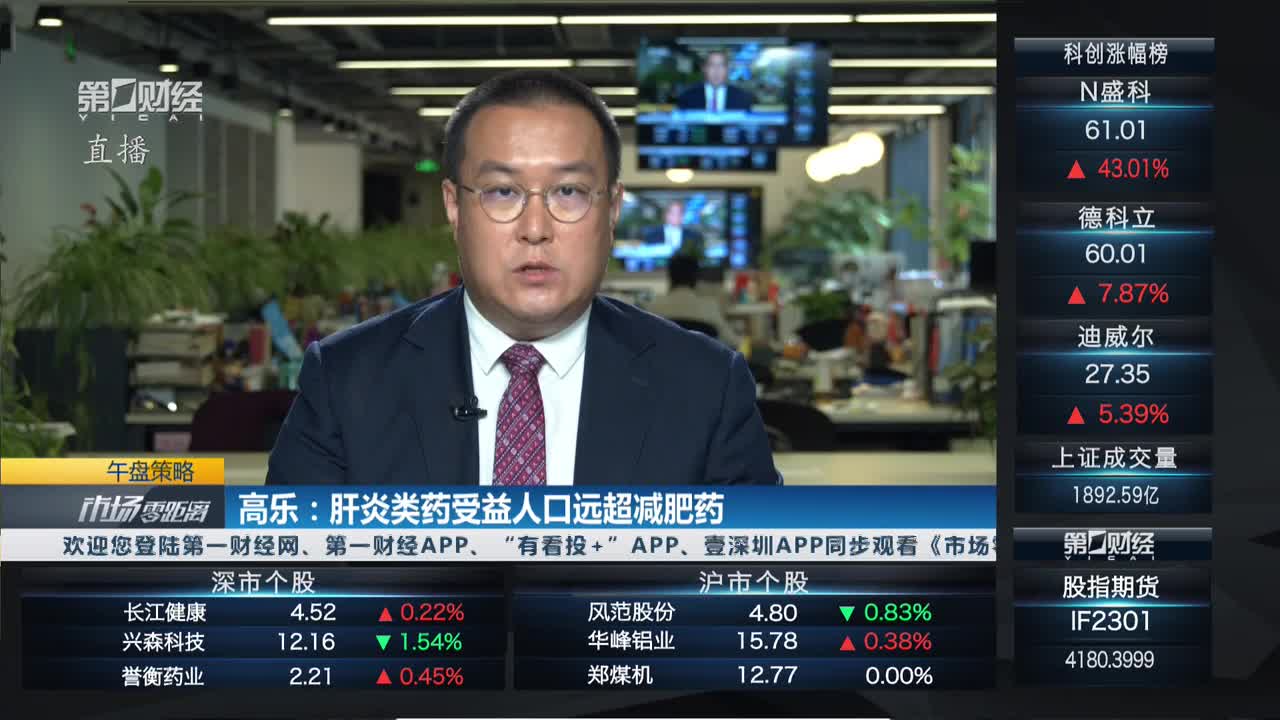 第一财经
YICAI
直播
午盘策略
市场零距离
高乐：肝炎类药受益人口远超减肥药
欢迎您登陆第一财经网、第一财经APP、“有看投+”APP、壹深圳APP同步观看《市场
深市个股
长江健康 4.52 ▲ 0.22%
兴森科技 12.16 ▼ 1.54%
誉衡药业 2.21 ▲ 0.45%
沪市个股
风范股份 4.80 ▼ 0.83%
华峰铝业 15.78 ▲ 0.38%
郑煤机 12.77 0.00%
科创涨幅榜
N盛科
61.01
▲ 43.01%
德科立
60.01
▲ 7.87%
迪威尔
27.35
▲ 5.39%
上证成交量
1892.59亿
第一财经
YICAI
股指期货
IF2301
4180.3999